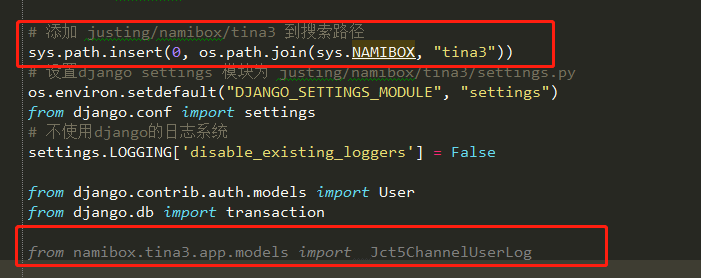 # 添加 justing/namibox/tina3 到搜索路径
sys.path.insert(0, os.path.join(sys.NAMIBOX, "tina3"))
# 设置django settings 模块为 justing/namibox/tina3/settings.py
os.environ.setdefault("DJANGO_SETTINGS_MODULE", "settings")
from django.conf import settings
# 不使用django的日志系统
settings.LOGGING['disable_existing_loggers'] = False
from django.contrib.auth.models import User
from django.db import transaction
from namibox.tina3.app.models import  Jct5ChannelUserLog